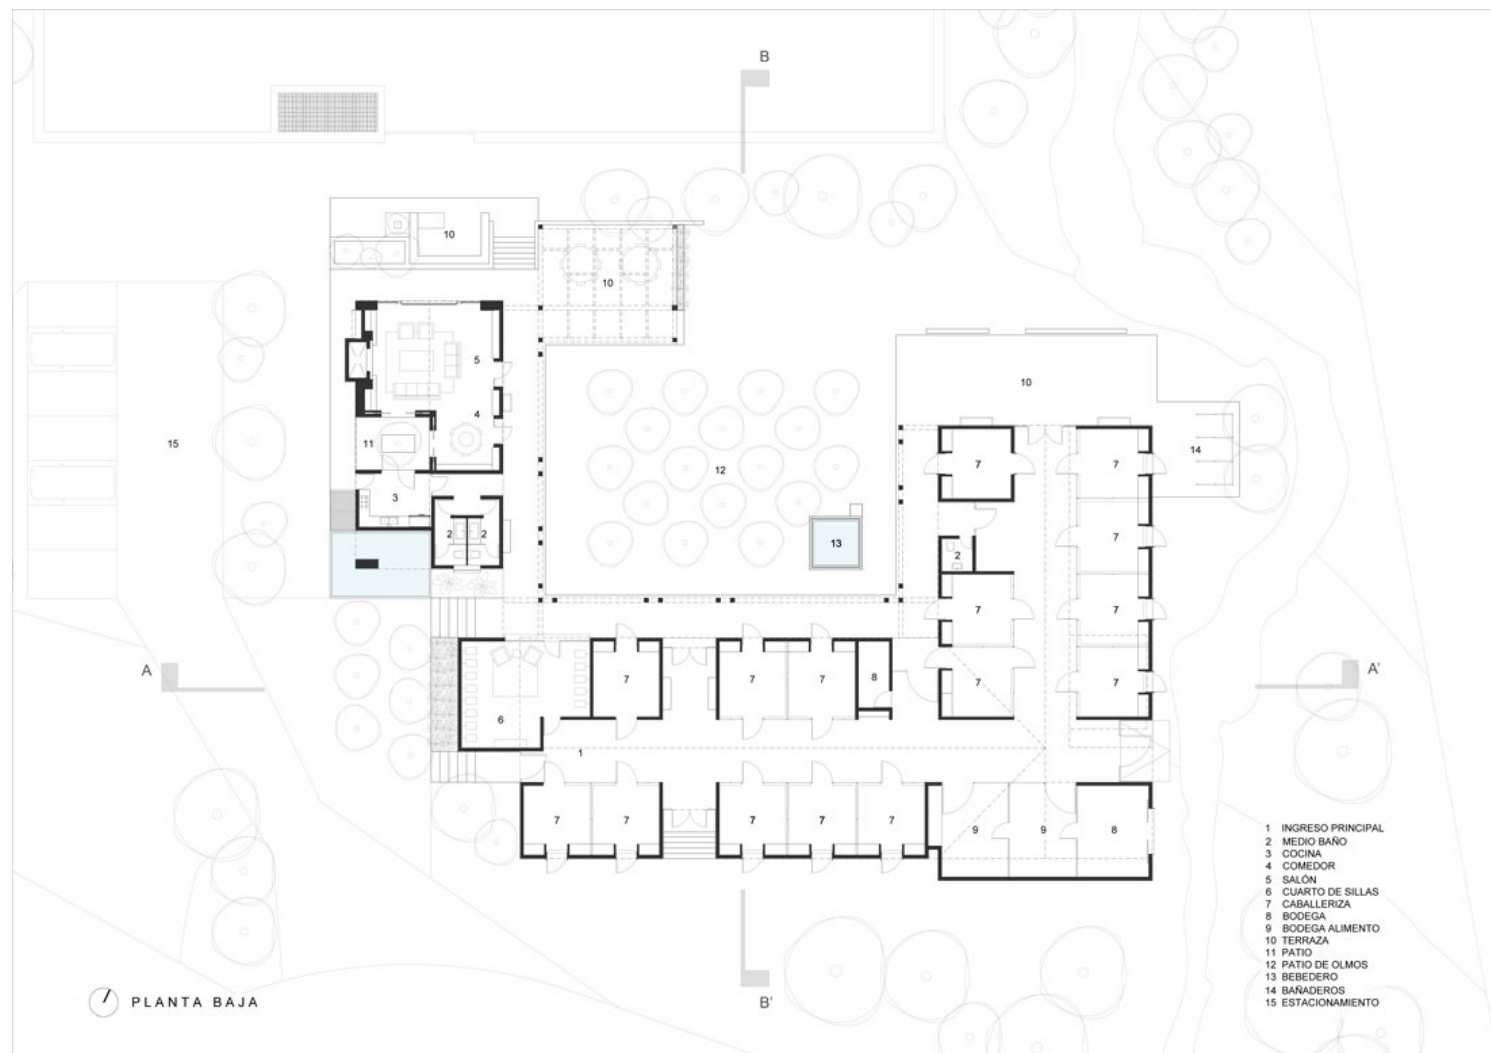 B
10
10
5
10
4
11
15
14
7
7
12
3
13
7
2
2
2
7
7
A
A'
7
7
7
7
7
8
6
1
7
7
7
7
7
9
9
8
1 INGRESO PRINCIPAL
2 MEDIO BAÑO
3 COCINA
4 COMEDOR
5 SALÓN
6 CUARTO DE SILLAS
7 CABALLERIZA
8 BODEGA
9 BODEGA ALIMENTO
10 TERRAZA
11 PATIO
12 PATIO DE OLMOS
13 BEBEDERO
14 BAÑADEROS
15 ESTACIONAMIENTO
PLANTA BAJA
B'